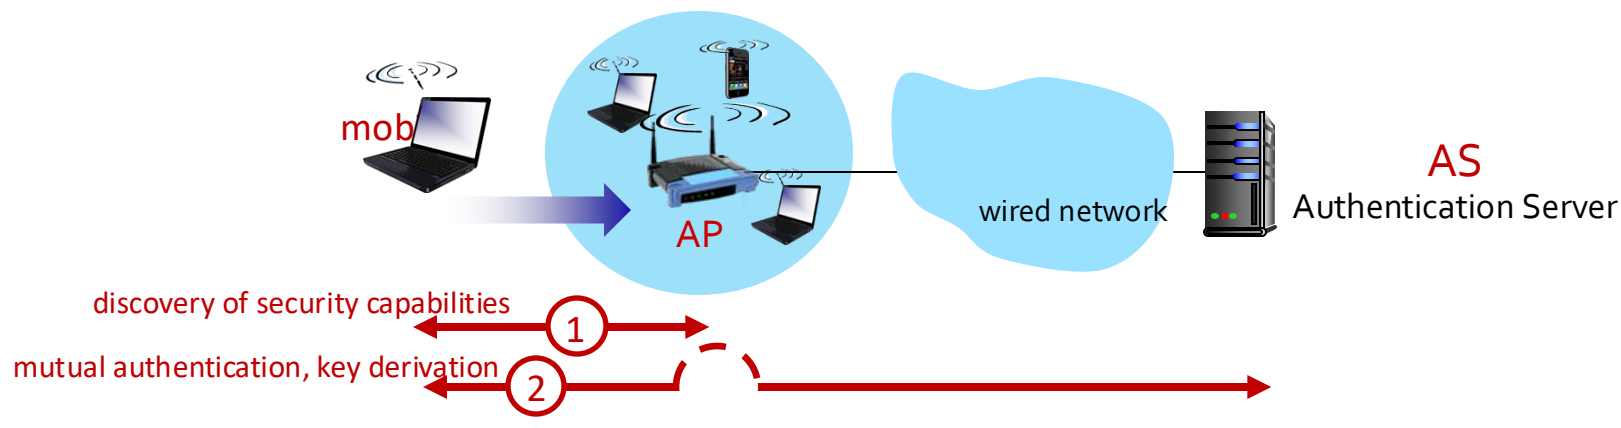 mob
AP
wired network
AS
Authentication Server
discovery of security capabilities
1
mutual authentication, key derivation
2